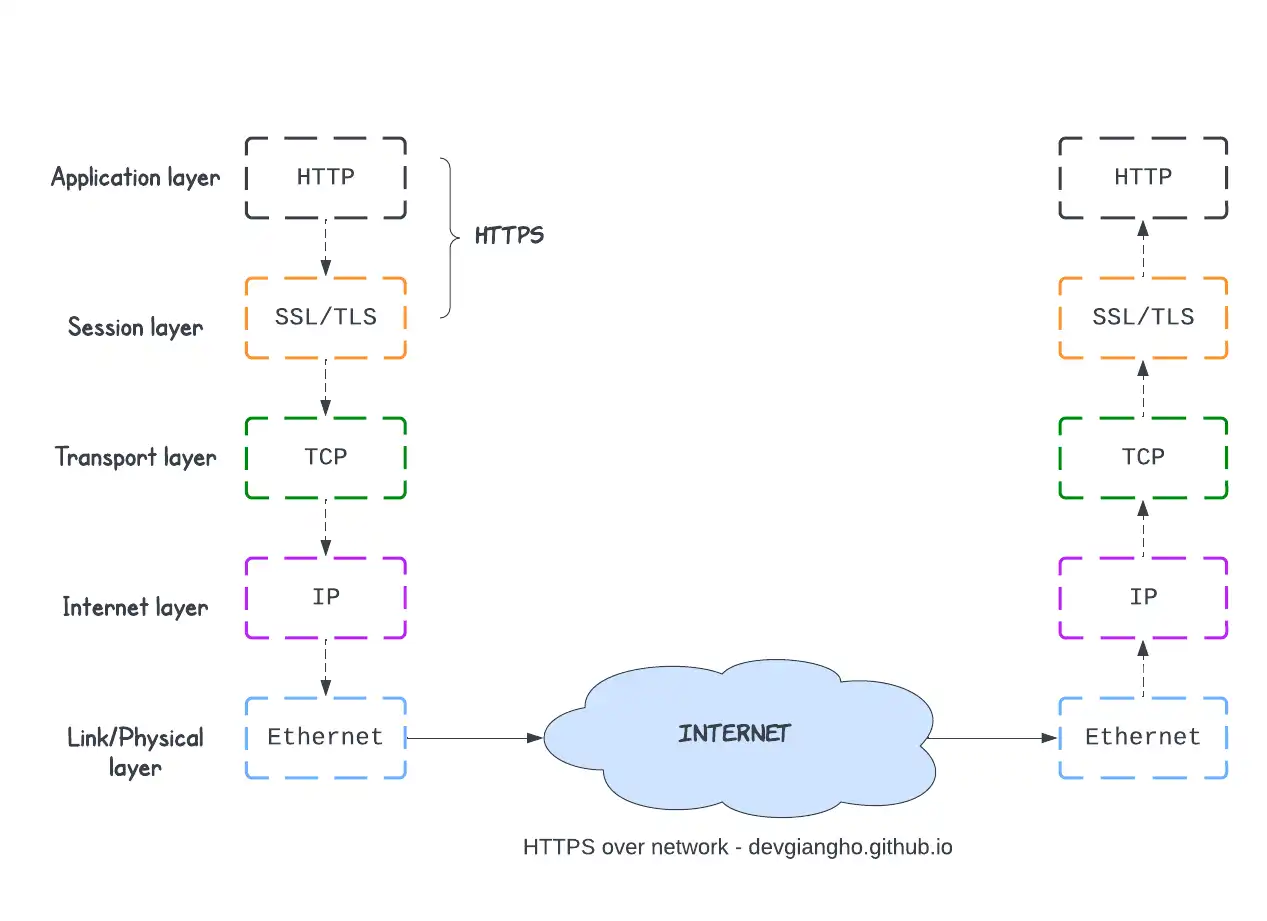 Application layer
HTTP
HTTP
HTTPS
Session layer
SSL/TLS
SSL/TLS
Transport layer
TCP
TCP
Internet layer
IP
IP
Link/Physical
layer
Ethernet
INTERNET
Ethernet
HTTPS over network - devgiangho.github.io